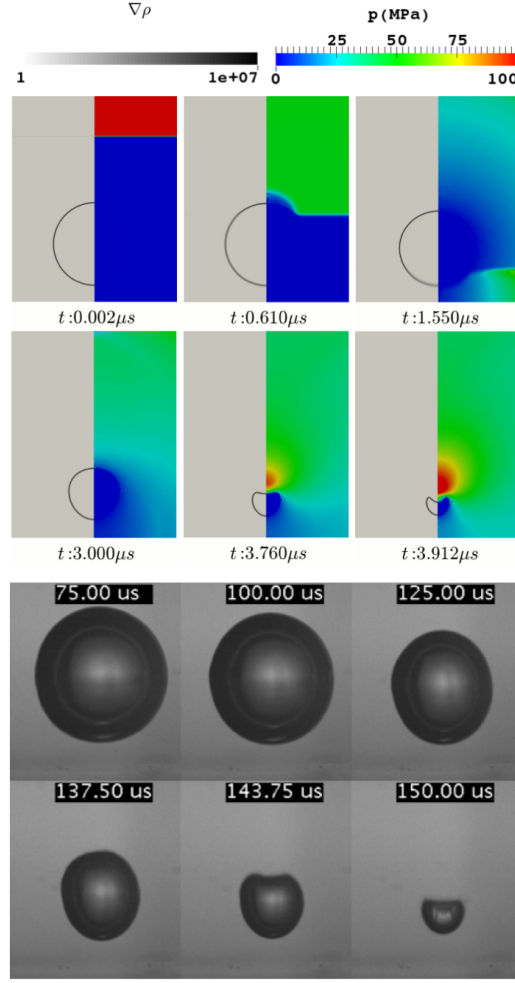 ∇ρ
p(MPa)
25 75
1 1e+07 0 50 100
t:0.002μs t:0.610μs t:1.550μs
t:3.000μs t:3.760μs t:3.912μs
75.00 us 100.00 us 125.00 us
137.50 us 143.75 us 150.00 us